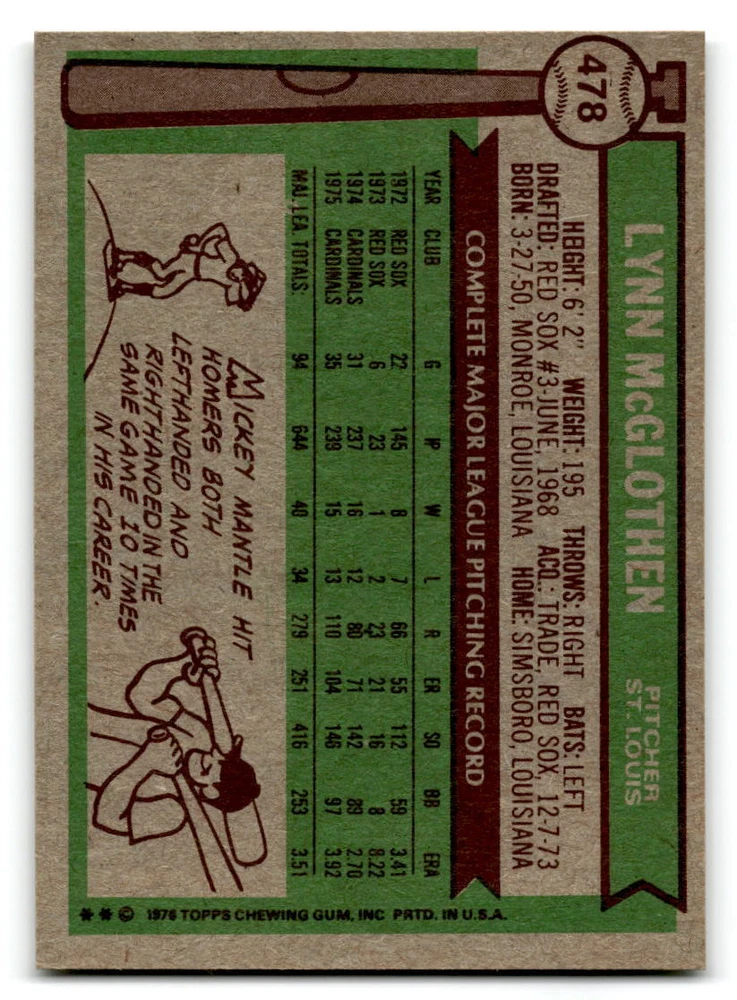 478
LYNN McGLOTHEN
PITCHER
ST. LOUIS
HEIGHT: 6' 2" WEIGHT: 195 THROWS: RIGHT BATS: LEFT
DRAFTED: RED SOX #3-JUNE, 1968 ACQ.: TRADE, RED SOX, 12-7-73
BORN: 3-27-50, MONROE, LOUISIANA HOME: SIMSBORO, LOUISIANA
COMPLETE MAJOR LEAGUE PITCHING RECORD
YEAR CLUB G IP W L R ER SO BB ERA
1972 RED SOX 22 145 8 7 66 55 112 59 3.41
1973 RED SOX 6 23 1 2 23 21 16 8 8.22
1974 CARDINALS 31 237 16 12 80 71 142 89 2.70
1975 CARDINALS 35 239 15 13 110 104 146 97 3.92
MAJ. LEA. TOTALS: 94 644 40 34 279 251 416 253 3.51
MICKEY MANTLE HIT
HOMERS BOTH
LEFTHANDED AND
RIGHTHANDED IN THE
SAME GAME 10 TIMES
IN HIS CAREER.
* * © 1976 TOPPS CHEWING GUM, INC PRTD. IN U.S.A.